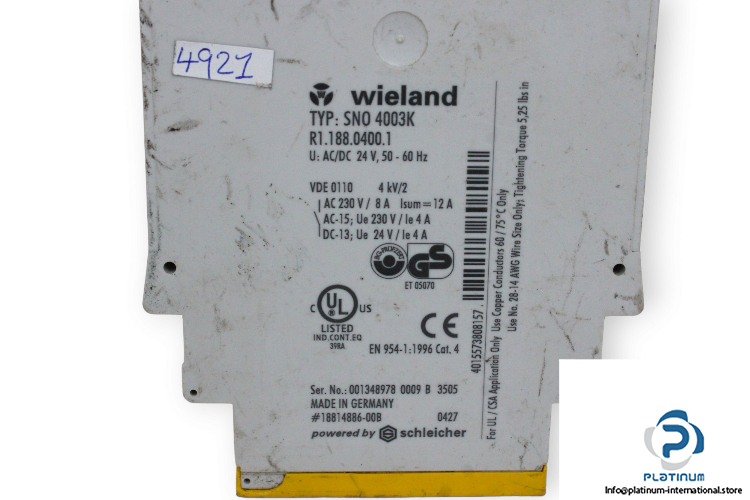 4921
wieland
TYP: SNO 4003K
R1.188.0400.1
U: AC/DC 24 V, 50 - 60 Hz
VDE 0110 4 kV/2
AC 230 V / 8 A Isum = 12 A
AC-15; Ue 230 V / Ie 4 A
DC-13; Ue 24 V / Ie 4 A
BG-PRÜFZERT
GS
ET 05070
C UL US
LISTED
IND.CONT.EQ
398A
CE
EN 954-1:1996 Cat. 4
Ser. No.: 001348978 0009 B 3505
MADE IN GERMANY
#18814886-00B 0427
powered by S schleicher
4015573808157
For UL / CSA Application Only Use Copper Conductors 60 / 75°C Only
Use No. 28-14 AWG Wire Size Only; Tightening Torque 5,25 lbs in
PLATINUM
Info@platinum-international.store